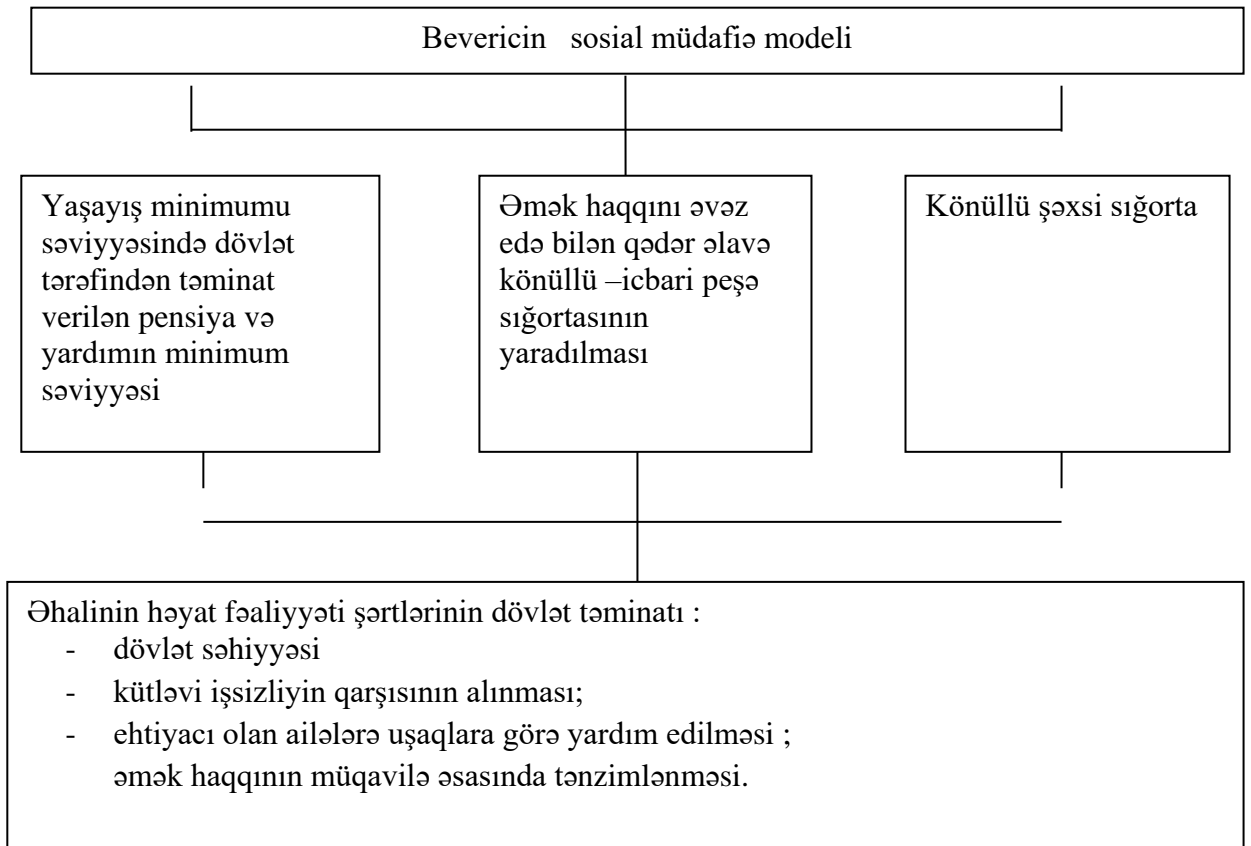 Bevericin sosial müdafiə modeli
Yaşayış minimumu
səviyyəsində dövlət
tərəfindən təminat
verilən pensiya və
yardımın minimum
səviyyəsi
Əmək haqqını əvəz
edə bilən qədər əlavə
könüllü –icbari peşə
sığortasının
yaradılması
Könüllü şəxsi sığorta
Əhalinin həyat fəaliyyəti şərtlərinin dövlət təminatı :
- dövlət səhiyyəsi
- kütləvi işsizliyin qarşısının alınması;
- ehtiyacı olan ailələrə uşaqlara görə yardım edilməsi ;
əmək haqqının müqavilə əsasında tənzimlənməsi.